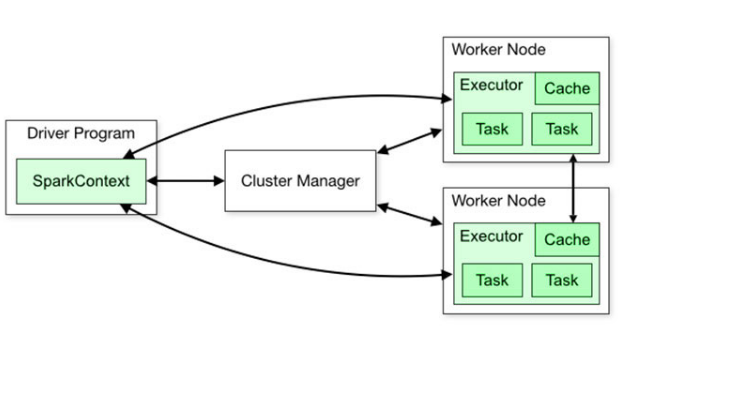 Driver Program
SparkContext
Cluster Manager
Worker Node
Executor
Cache
Task
Task
Worker Node
Executor
Cache
Task
Task